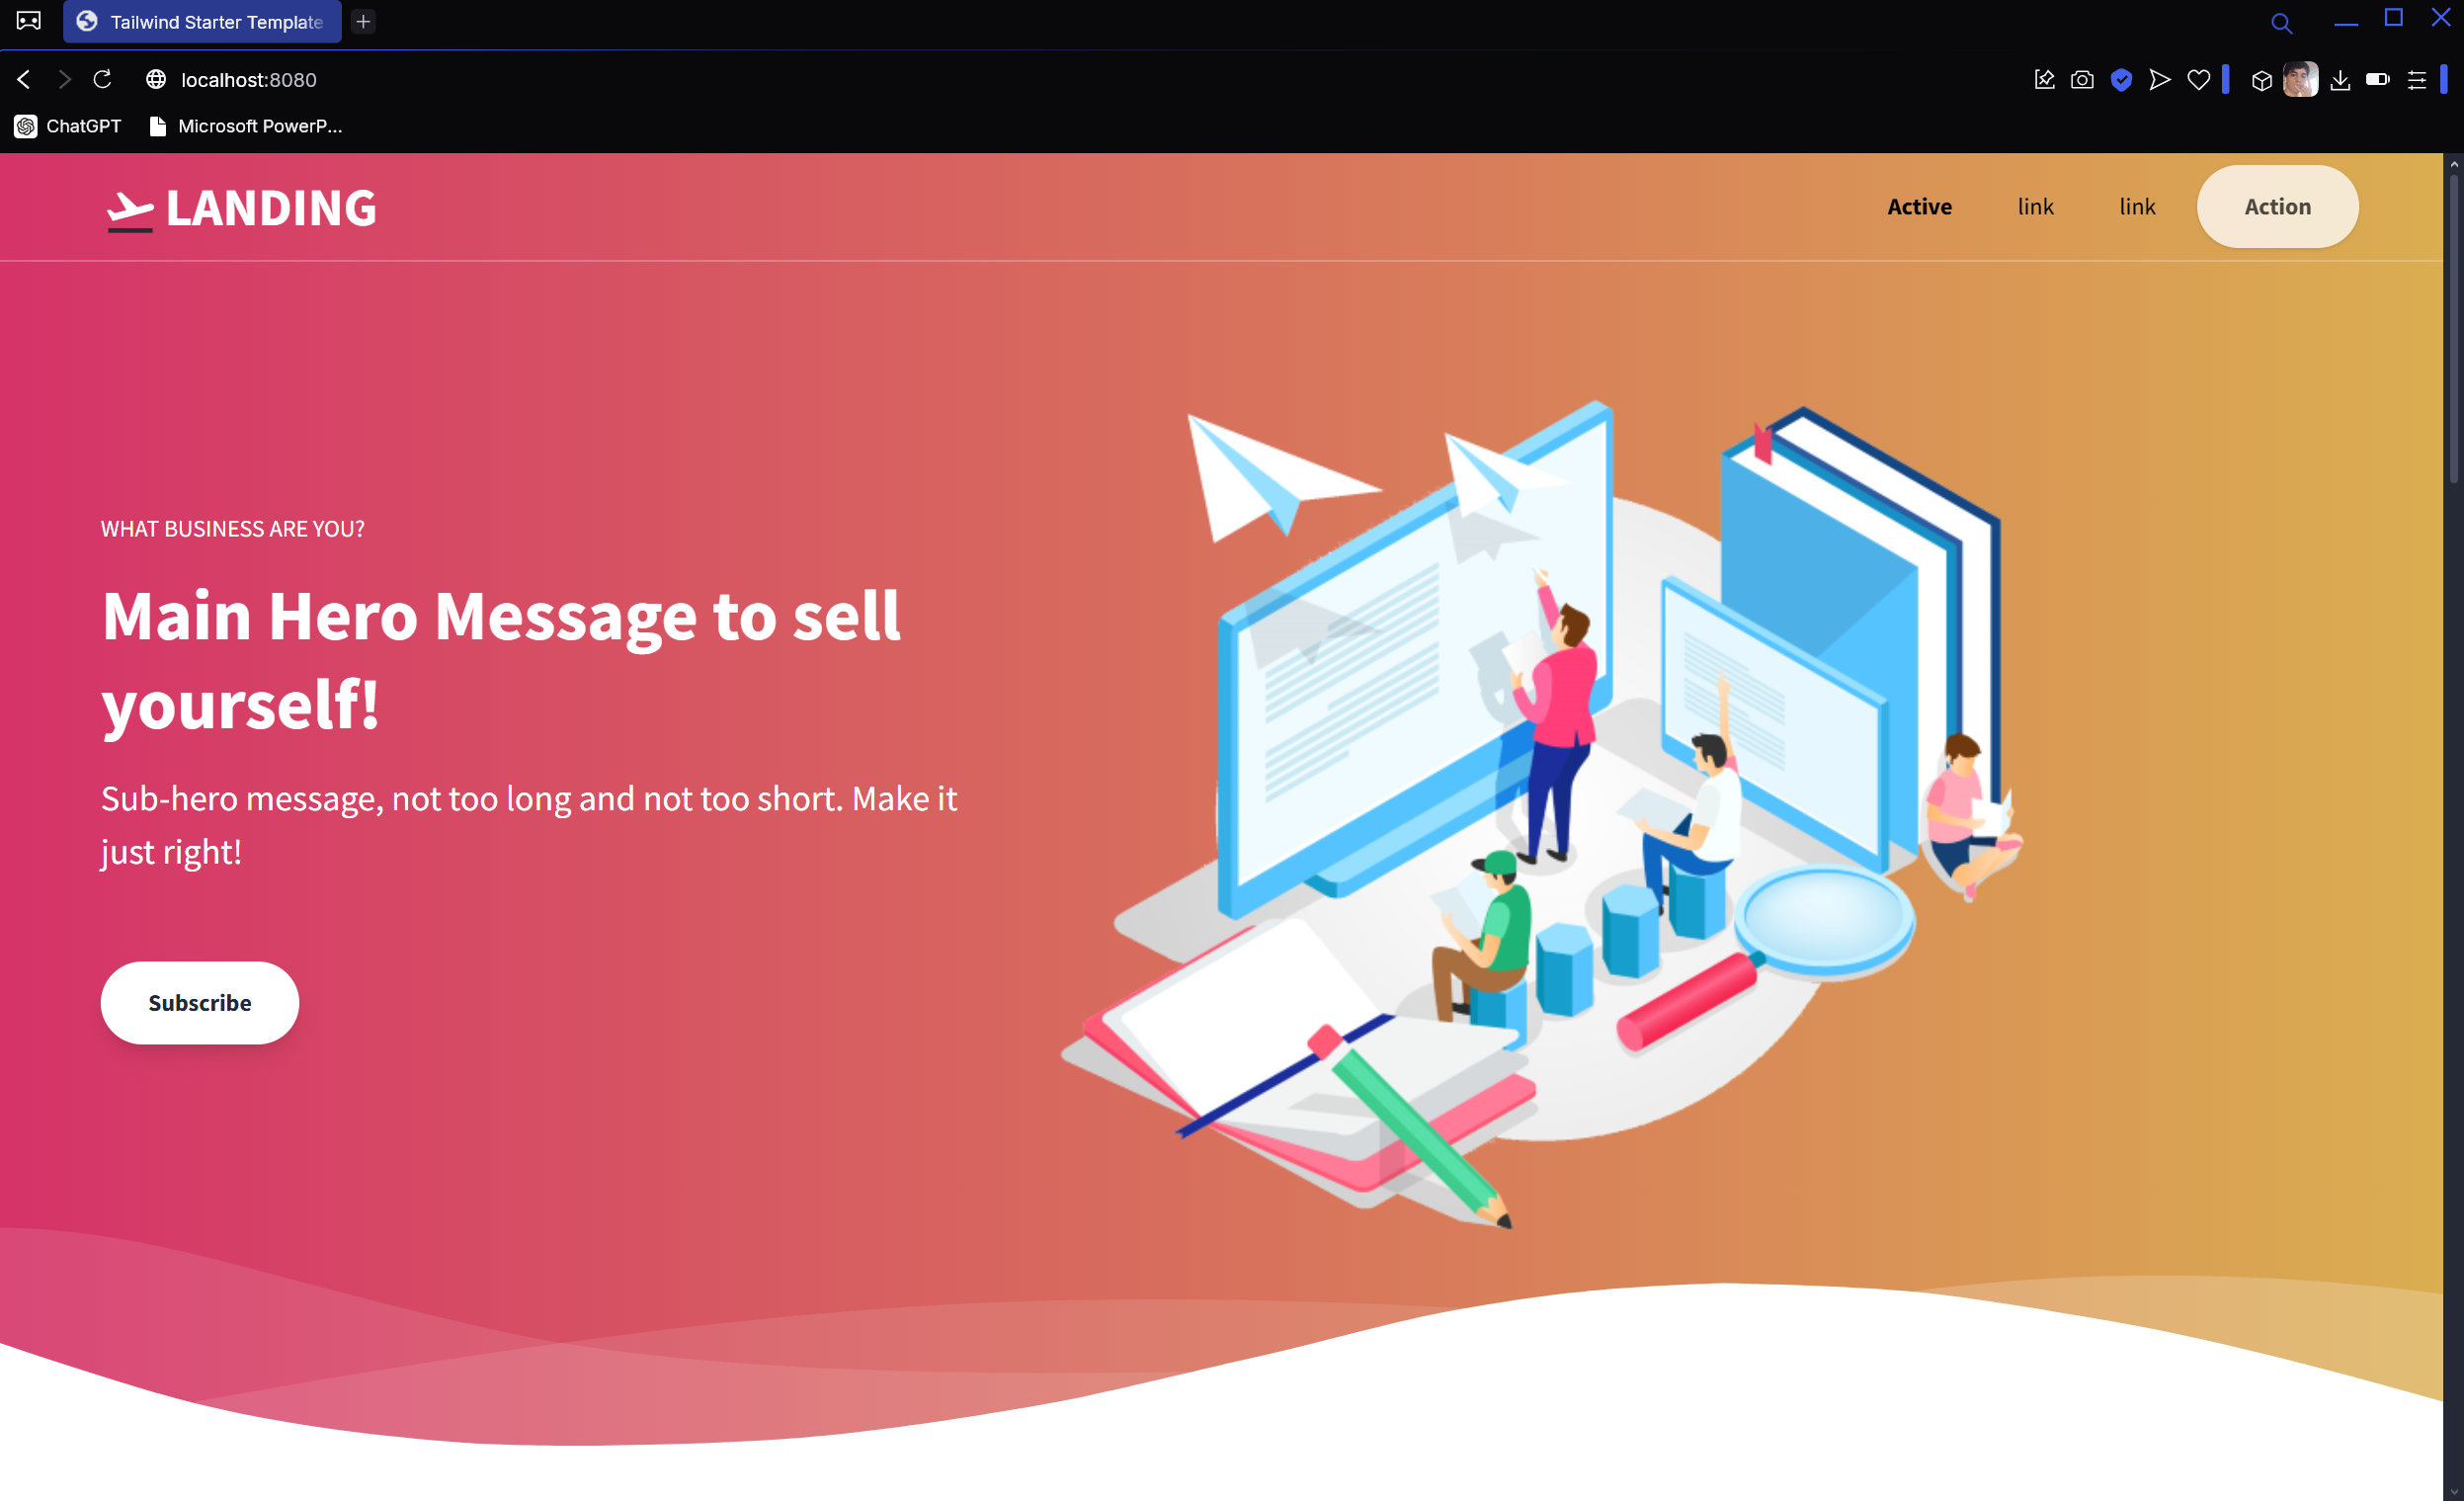 Tailwind Starter Template
localhost:8080
ChatGPT
Microsoft PowerP...
LANDING
Active
link
link
Action
WHAT BUSINESS ARE YOU?
Main Hero Message to sell
yourself!
Sub-hero message, not too long and not too short. Make it
just right!
Subscribe